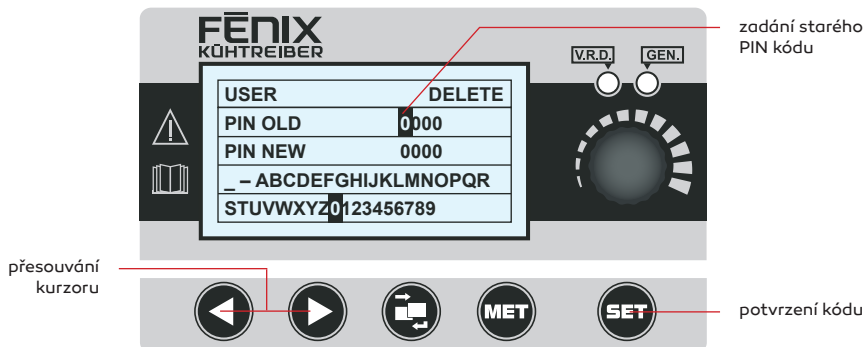 FĒNIX
KÜHTREIBER
zadání starého
PIN kódu
V.R.D.
GEN.
USER DELETE
PIN OLD 0000
PIN NEW 0000
_ – ABCDEFGHIJKLMNOPQR
STUVWXYZ0123456789
přesouvání
kurzoru
MET
SET
potvrzení kódu